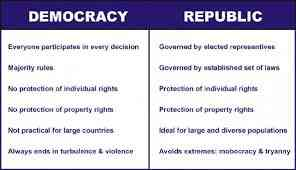 DEMOCRACY
REPUBLIC
Everyone participates in every decision
Governed by elected representives
Majority rules
Governed by established set of laws
No protection of individual rights
Protection of individual rights
No protection of property rights
Protection of property rights
Not practical for large countries
Ideal for large and diverse populations
Always ends in turbulence & violence
Avoids extremes: mobocracy & tryanny